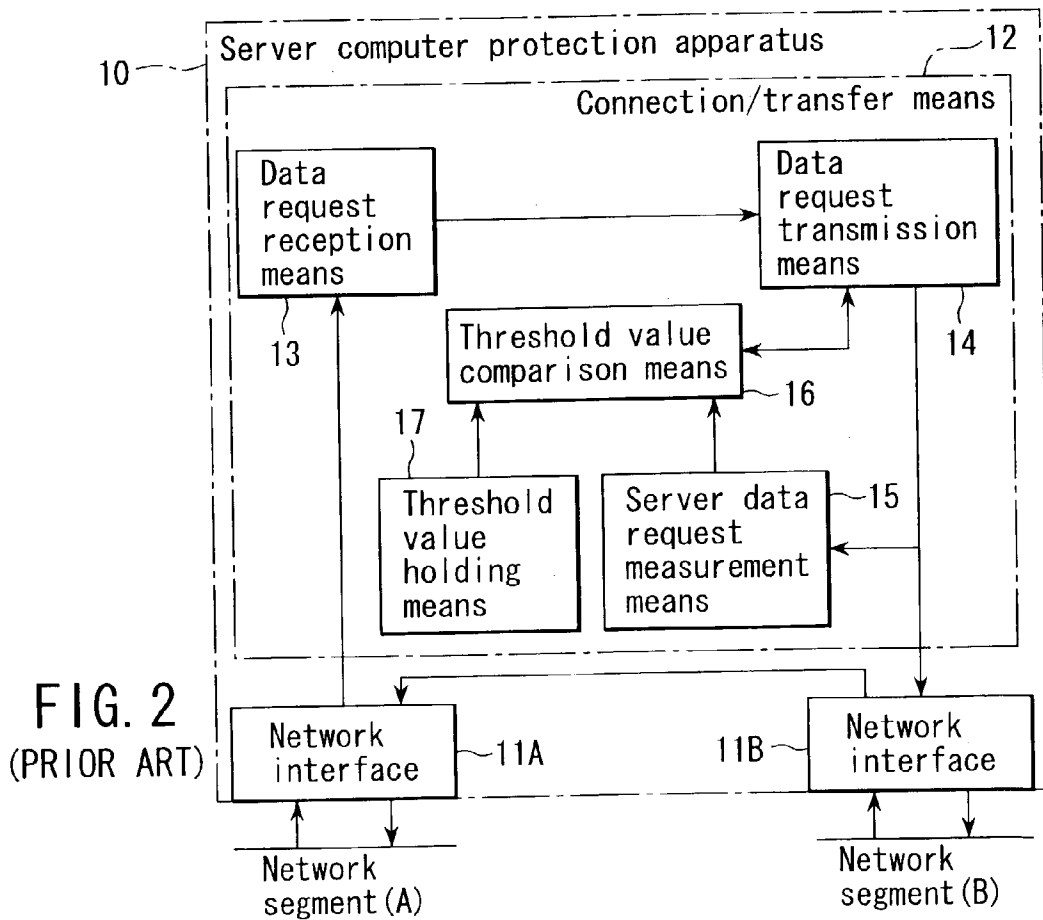 10
Server computer protection apparatus
12
Connection/transfer means
Data
request
reception
means
13
Data
request
transmission
means
14
Threshold value
comparison means
16
17
Threshold
value
holding
means
Server data
request
measurement
means
15
FIG. 2
(PRIOR ART)
Network
interface
11A
11B
Network
interface
Network
segment(A)
Network
segment(B)